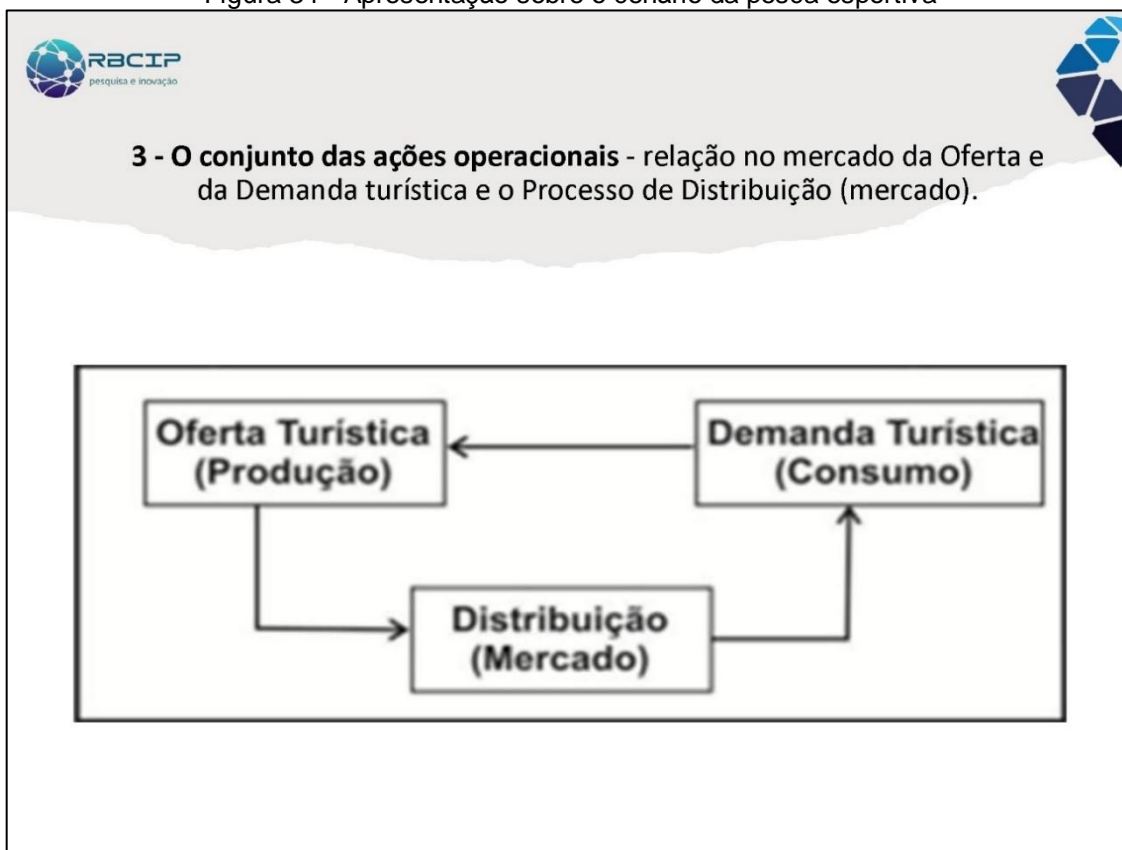 RBCIP
pesquisa e inovação
3 - O conjunto das ações operacionais - relação no mercado da Oferta e
da Demanda turística e o Processo de Distribuição (mercado).
Oferta Turística
(Produção)
Demanda Turística
(Consumo)
Distribuição
(Mercado)